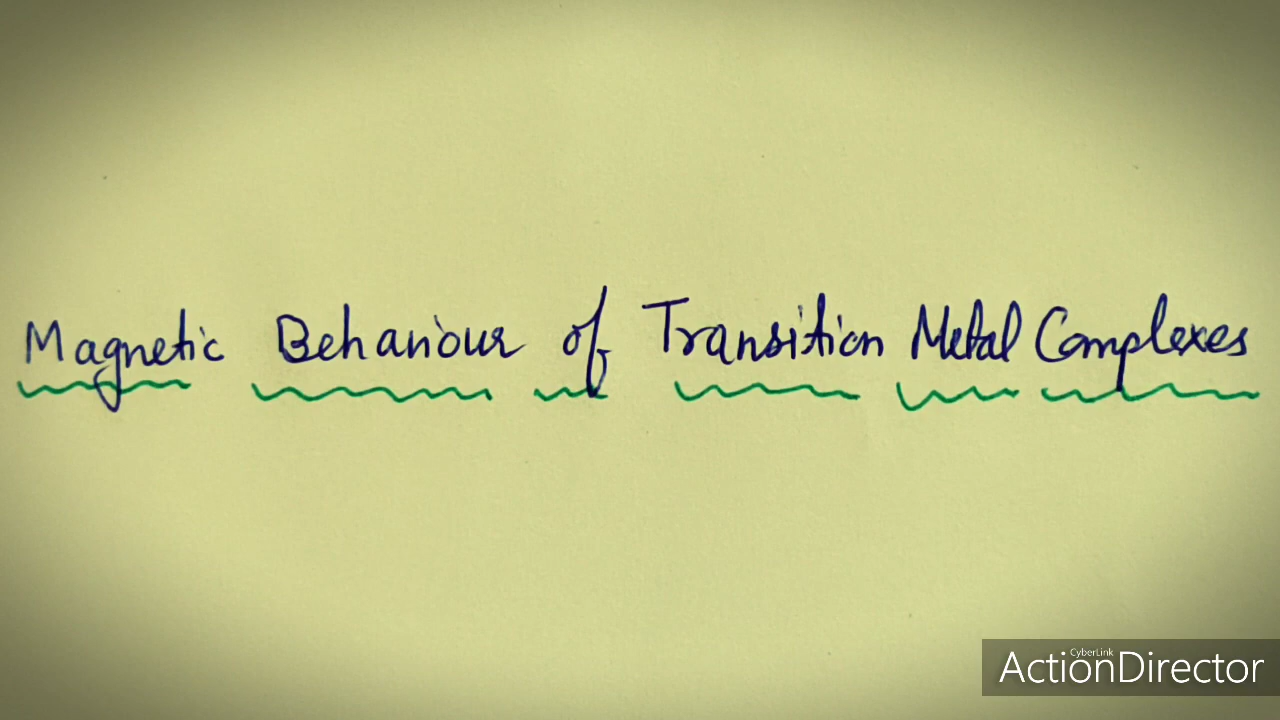 Magnetic Behaviour of Transition Metal Complexes
CyberLink
ActionDirector